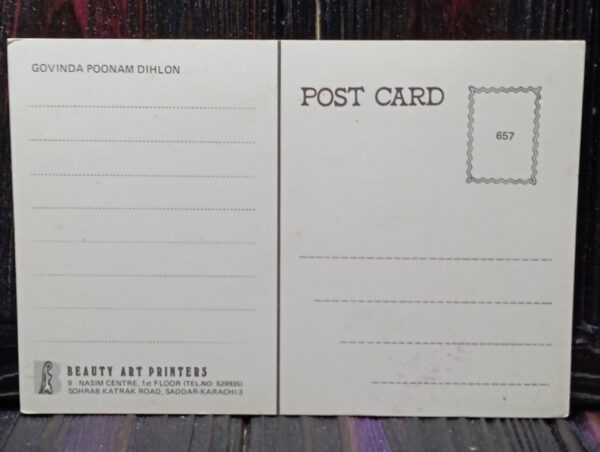 GOVINDA POONAM DIHLON
POST CARD
657
BEAUTY ART PRINTERS
9 - NASIM CENTRE, 1st FLOOR (TEL.NO: 528935)
SOHRAB KATRAK ROAD, SADDAR-KARACHI-3